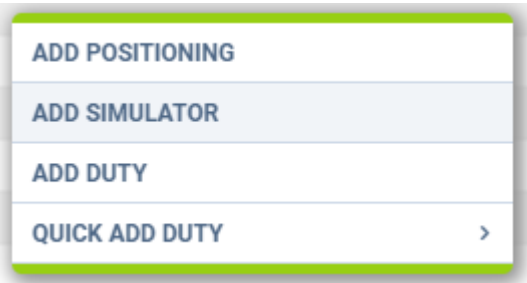 ADD POSITIONING
ADD SIMULATOR
ADD DUTY
QUICK ADD DUTY